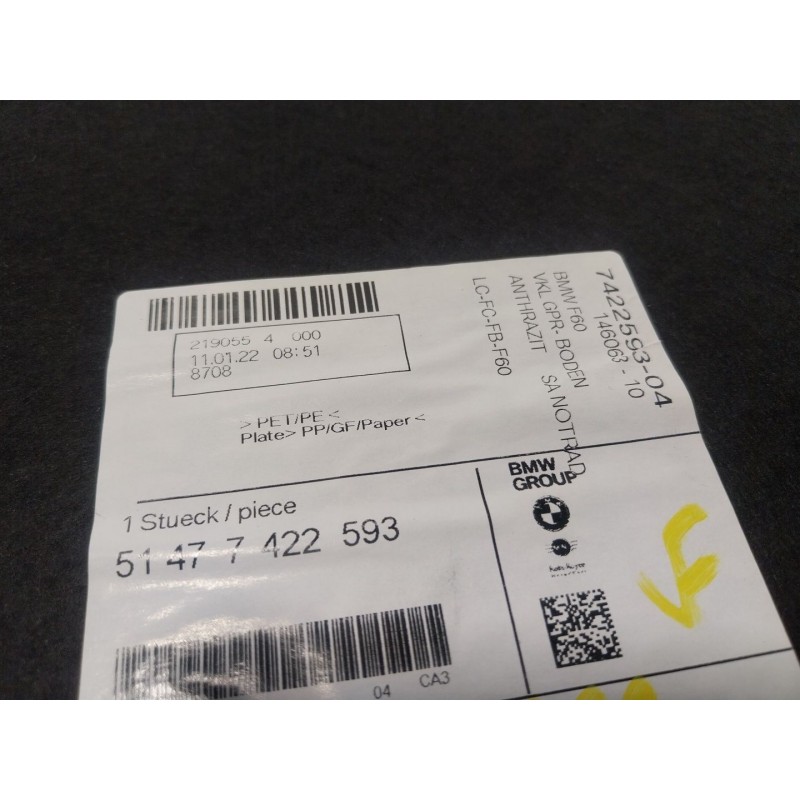 219055 4 000
11.01.22 08:51
8708
> PET/PE <
Plate> PP/GF/Paper <
7422593-04
146063 - 10
BMW F60
VKL GPR- BODEN
ANTHRAZIT SA NOTRAD
LC-FC-FB-F60
1 Stueck / piece
51 47 7 422 593
04 CA3
BMW
GROUP